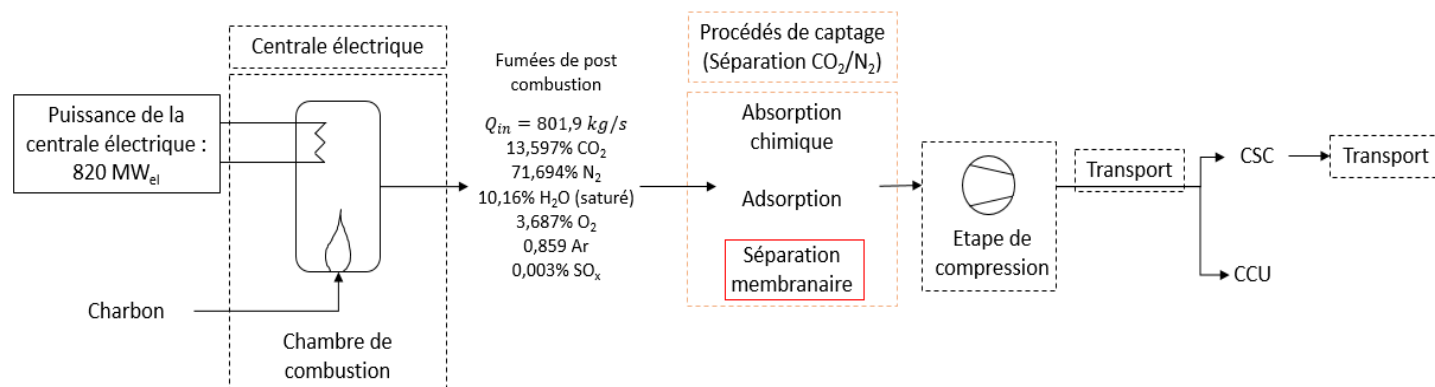 Puissance de la
centrale électrique :
820 MWel
Centrale électrique
Charbon
Chambre de
combustion
Fumées de post
combustion
Qin = 801,9 kg/s
13,597% CO2
71,694% N2
10,16% H2O (saturé)
3,687% O2
0,859 Ar
0,003% SOx
Procédés de captage
(Séparation CO2/N2)
Absorption
chimique
Adsorption
Séparation
membranaire
Etape de
compression
Transport
CSC
Transport
CCU